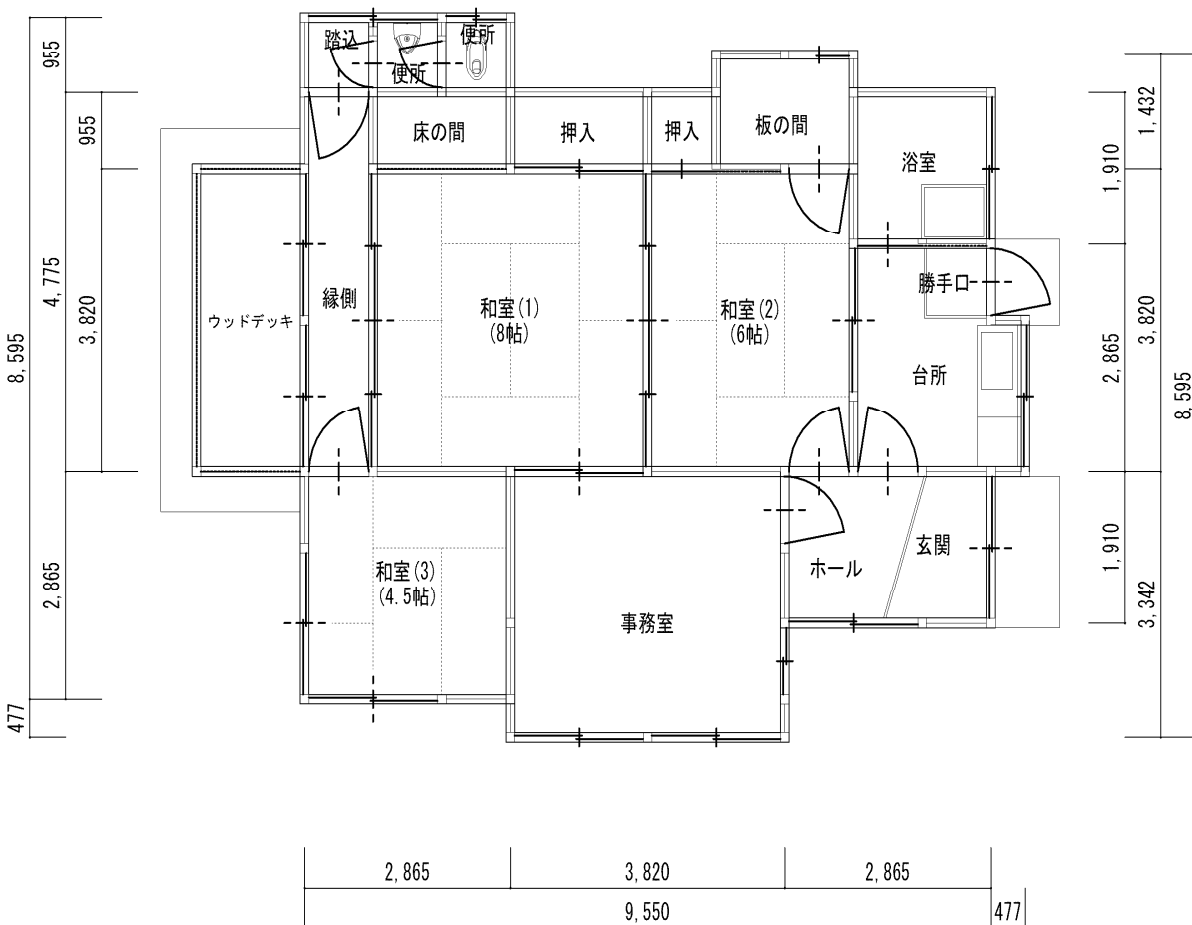 踏込
便所
便所
床の間
押入
押入
板の間
浴室
勝手口
縁側
ウッドデッキ
和室(1)
(8帖)
和室(2)
(6帖)
台所
和室(3)
(4.5帖)
事務室
ホール
玄関
955
955
4,775
3,820
8,595
2,865
477
1,432
1,910
3,820
2,865
8,595
1,910
3,342
2,865
3,820
2,865
9,550
477